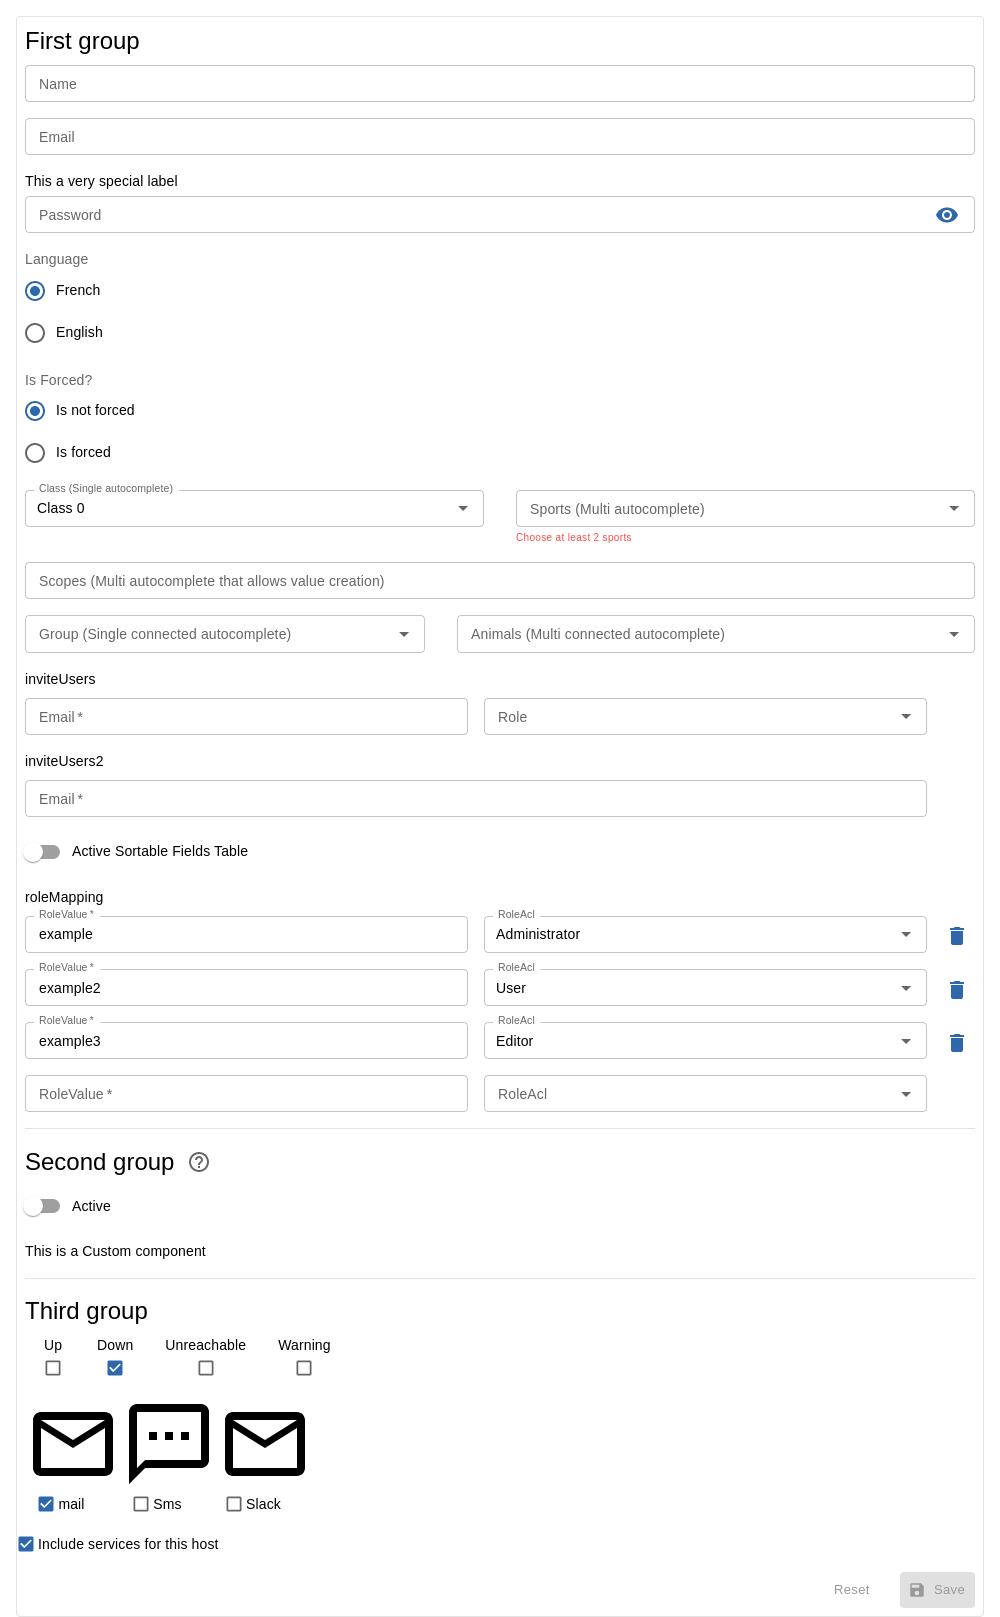 First group
Name
Email
This a very special label
Password
Language
French
English
Is Forced?
Is not forced
Is forced
Class (Single autocomplete)
Class 0
Sports (Multi autocomplete)
Choose at least 2 sports
Scopes (Multi autocomplete that allows value creation)
Group (Single connected autocomplete)
Animals (Multi connected autocomplete)
inviteUsers
Email *
Role
inviteUsers2
Email *
Active Sortable Fields Table
roleMapping
RoleValue *
example
RoleAcl
Administrator
RoleValue *
example2
RoleAcl
User
RoleValue *
example3
RoleAcl
Editor
RoleValue *
RoleAcl
Second group
Active
This is a Custom component
Third group
Up
Down
Unreachable
Warning
mail
Sms
Slack
Include services for this host
Reset
Save